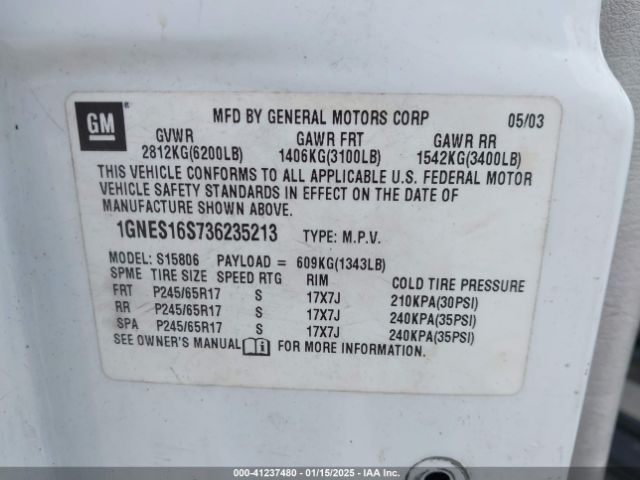 GM ®
MFD BY GENERAL MOTORS CORP 05/03
GVWR GAWR FRT GAWR RR
2812KG(6200LB) 1406KG(3100LB) 1542KG(3400LB)
THIS VEHICLE CONFORMS TO ALL APPLICABLE U.S. FEDERAL MOTOR
VEHICLE SAFETY STANDARDS IN EFFECT ON THE DATE OF
MANUFACTURE SHOWN ABOVE.
1GNES16S736235213 TYPE: M.P.V.
MODEL: S15806 PAYLOAD = 609KG(1343LB)
SPME TIRE SIZE SPEED RTG RIM COLD TIRE PRESSURE
FRT P245/65R17 S 17X7J 210KPA(30PSI)
RR P245/65R17 S 17X7J 240KPA(35PSI)
SPA P245/65R17 S 17X7J 240KPA(35PSI)
SEE OWNER'S MANUAL i FOR MORE INFORMATION.
000-41237480 - 01/15/2025 - IAA Inc.